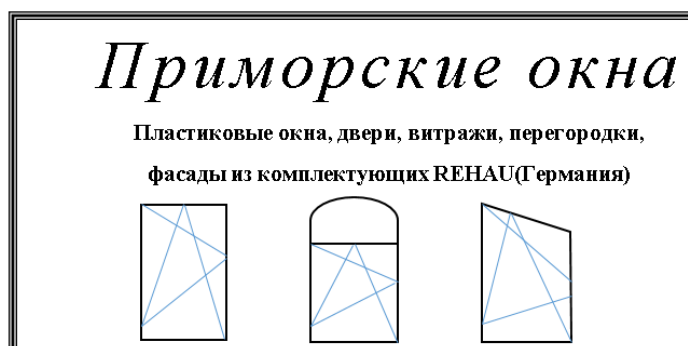 Приморские окна
Пластиковые окна, двери, витражи, перегородки,
фасады из комплектующих REHAU(Германия)